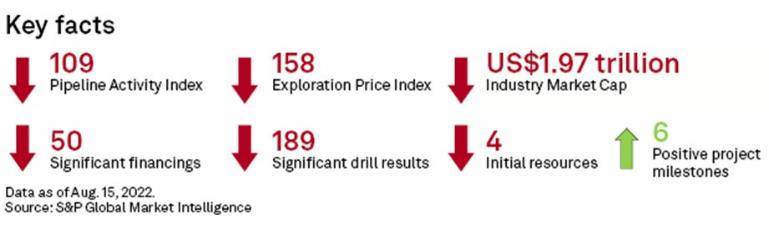 Key facts
109
Pipeline Activity Index
158
Exploration Price Index
US$1.97 trillion
Industry Market Cap
50
Significant financings
189
Significant drill results
4
Initial resources
6
Positive project
milestones
Data as of Aug. 15, 2022.
Source: S&P Global Market Intelligence